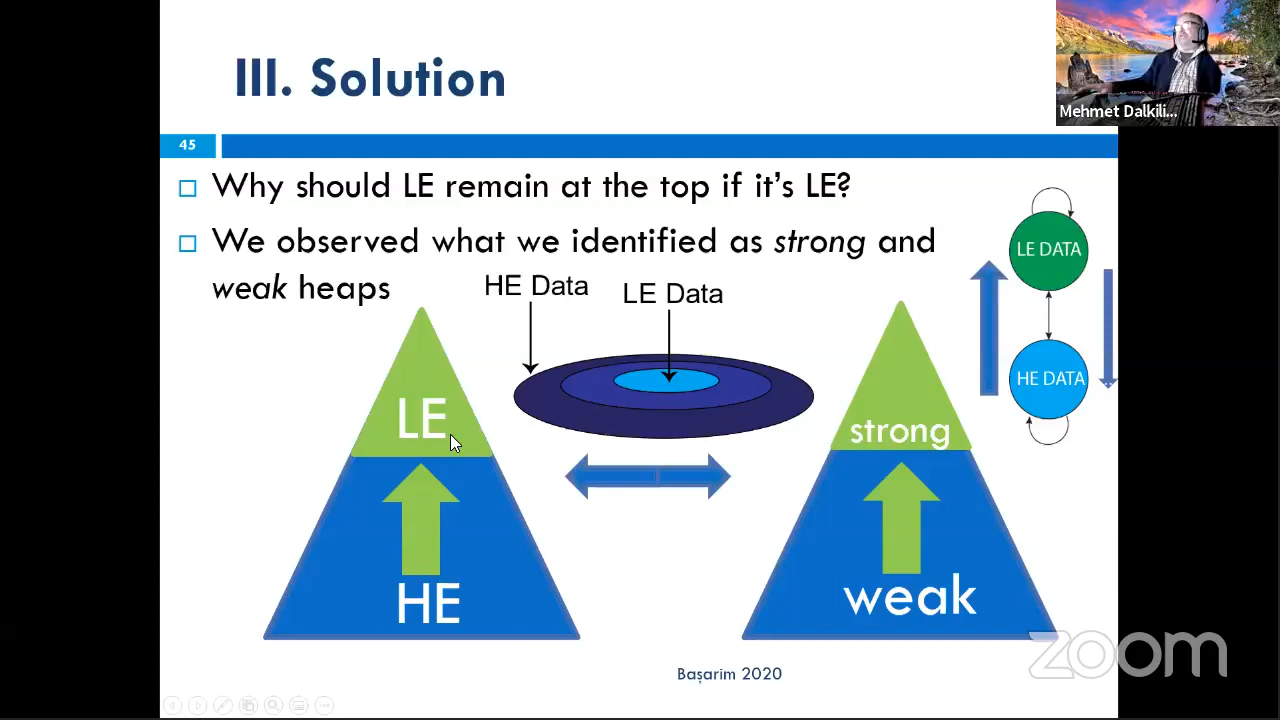 III. Solution
Mehmet Dalkili...
45
Why should LE remain at the top if it's LE?
We observed what we identified as strong and
weak heaps
HE Data
LE Data
LE DATA
HE DATA
LE
HE
strong
weak
Başarim 2020
zoom